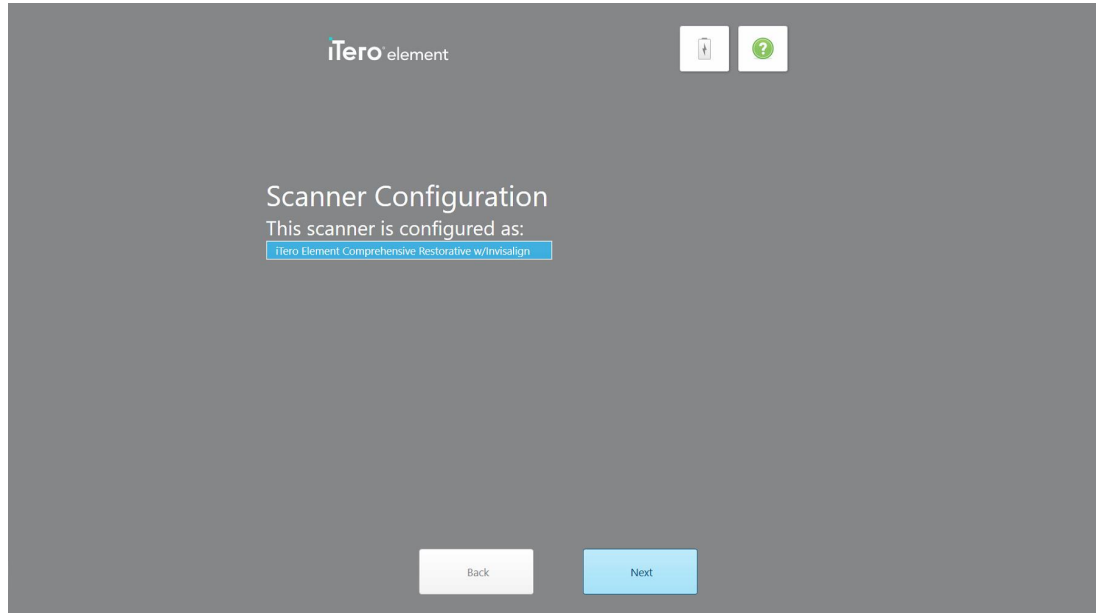 iTero element
?
Scanner Configuration
This scanner is configured as:
iTero Element Comprehensive Restorative w/Invisalign
Back
Next